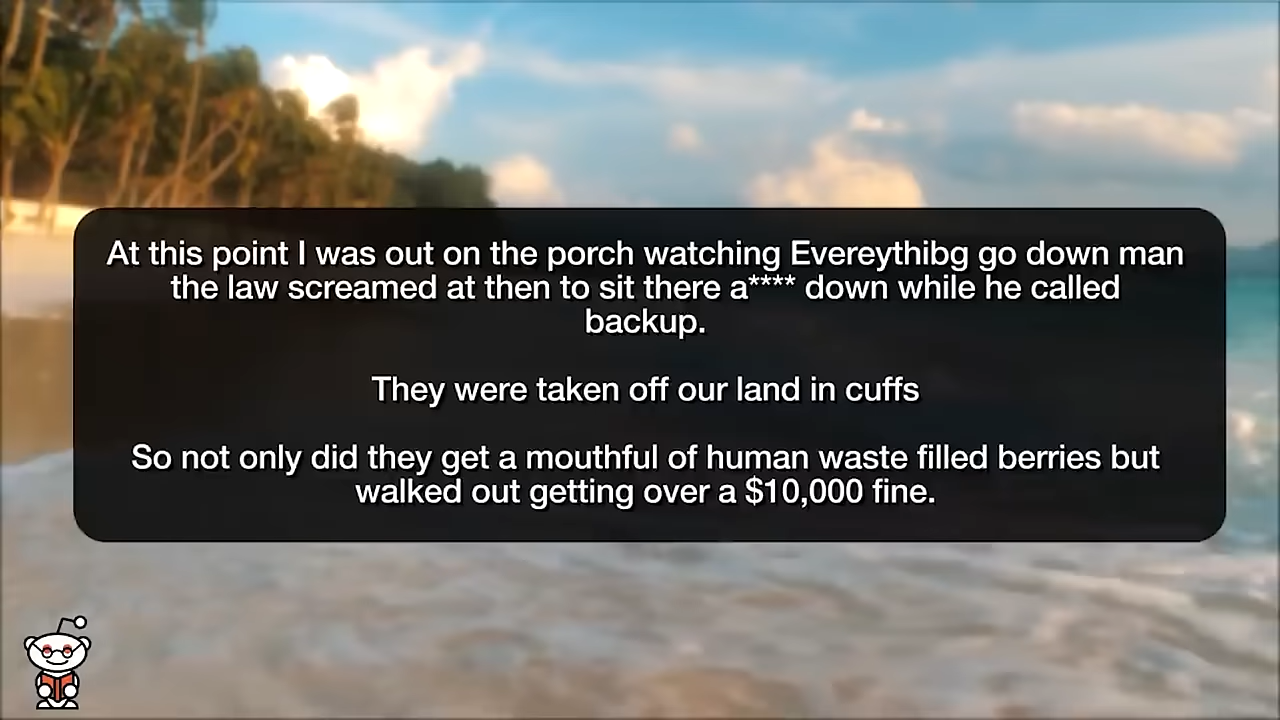 At this point I was out on the porch watching Evereythibg go down man
the law screamed at then to sit there a**** down while he called
backup.
They were taken off our land in cuffs
So not only did they get a mouthful of human waste filled berries but
walked out getting over a $10,000 fine.